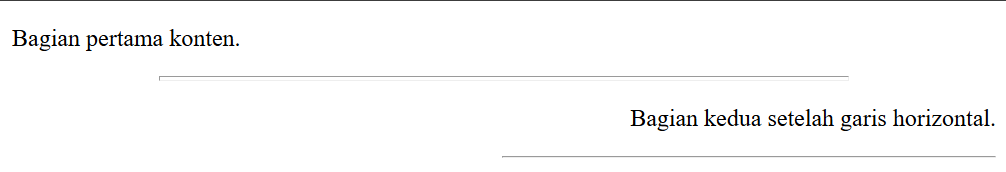 Bagian pertama konten.
Bagian kedua setelah garis horizontal.